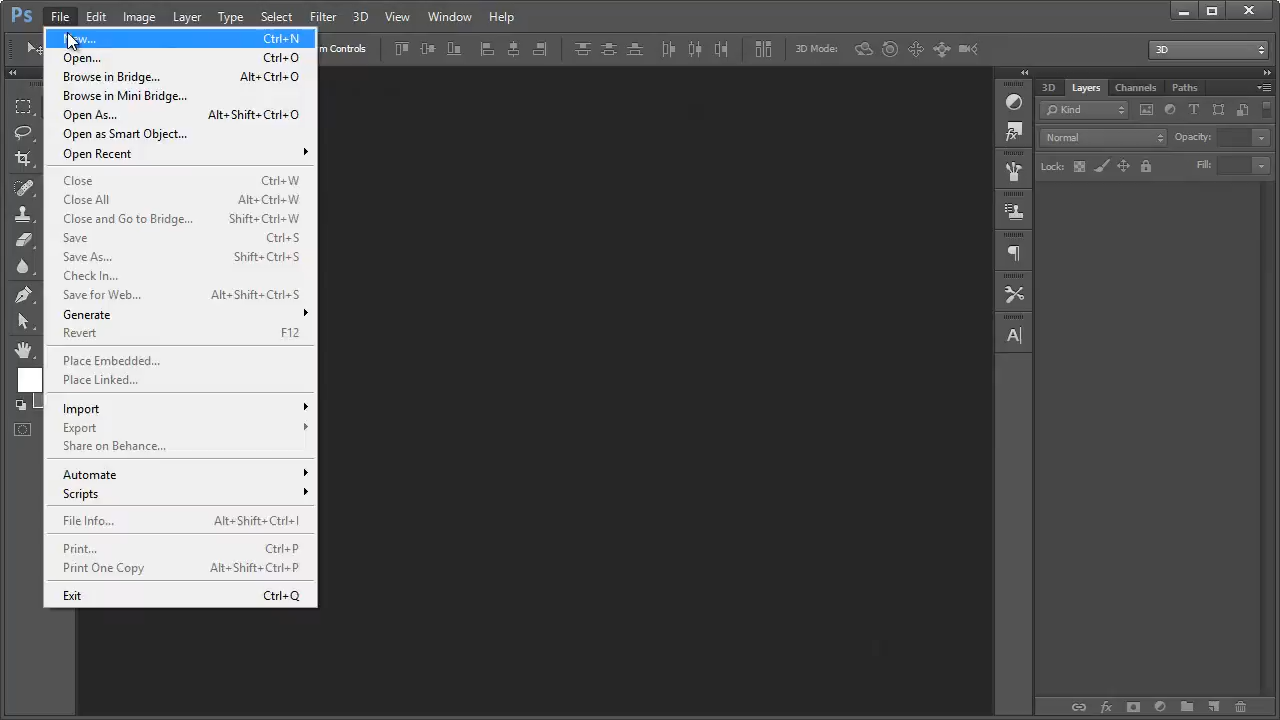 Ps File Edit Image Layer Type Select Filter 3D View Window Help
m Controls 3D Mode: 3D
New... Ctrl+N
Open... Ctrl+O
Browse in Bridge... Alt+Ctrl+O
Browse in Mini Bridge...
Open As... Alt+Shift+Ctrl+O
Open as Smart Object...
Open Recent
Close Ctrl+W
Close All Alt+Ctrl+W
Close and Go to Bridge... Shift+Ctrl+W
Save Ctrl+S
Save As... Shift+Ctrl+S
Check In...
Save for Web... Alt+Shift+Ctrl+S
Generate
Revert F12
Place Embedded...
Place Linked...
Import
Export
Share on Behance...
Automate
Scripts
File Info... Alt+Shift+Ctrl+I
Print... Ctrl+P
Print One Copy Alt+Shift+Ctrl+P
Exit Ctrl+Q
3D Layers Channels Paths
Kind
Normal Opacity:
Lock: Fill: